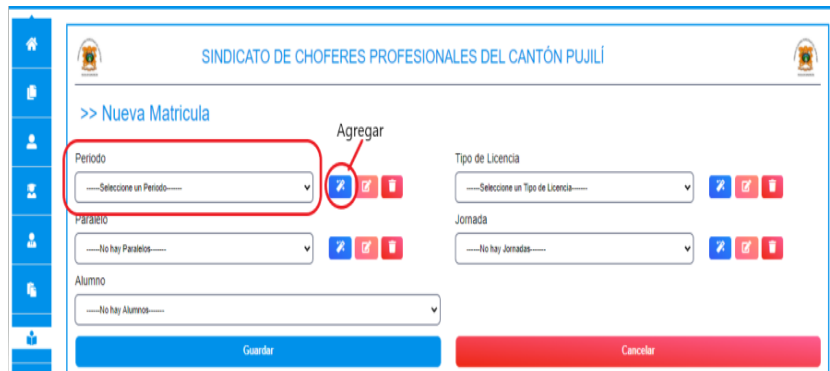 SINDICATO DE CHOFERES PROFESIONALES DEL CANTÓN PUJILÍ
>> Nueva Matricula
Agregar
Periodo
Tipo de Licencia
------Seleccione un Periodo-------
------Seleccione un Tipo de Licencia-------
Paralelo
Jornada
------No hay Paralelos-------
------No hay Jornadas-------
Alumno
------No hay Alumnos-------
Guardar
Cancelar